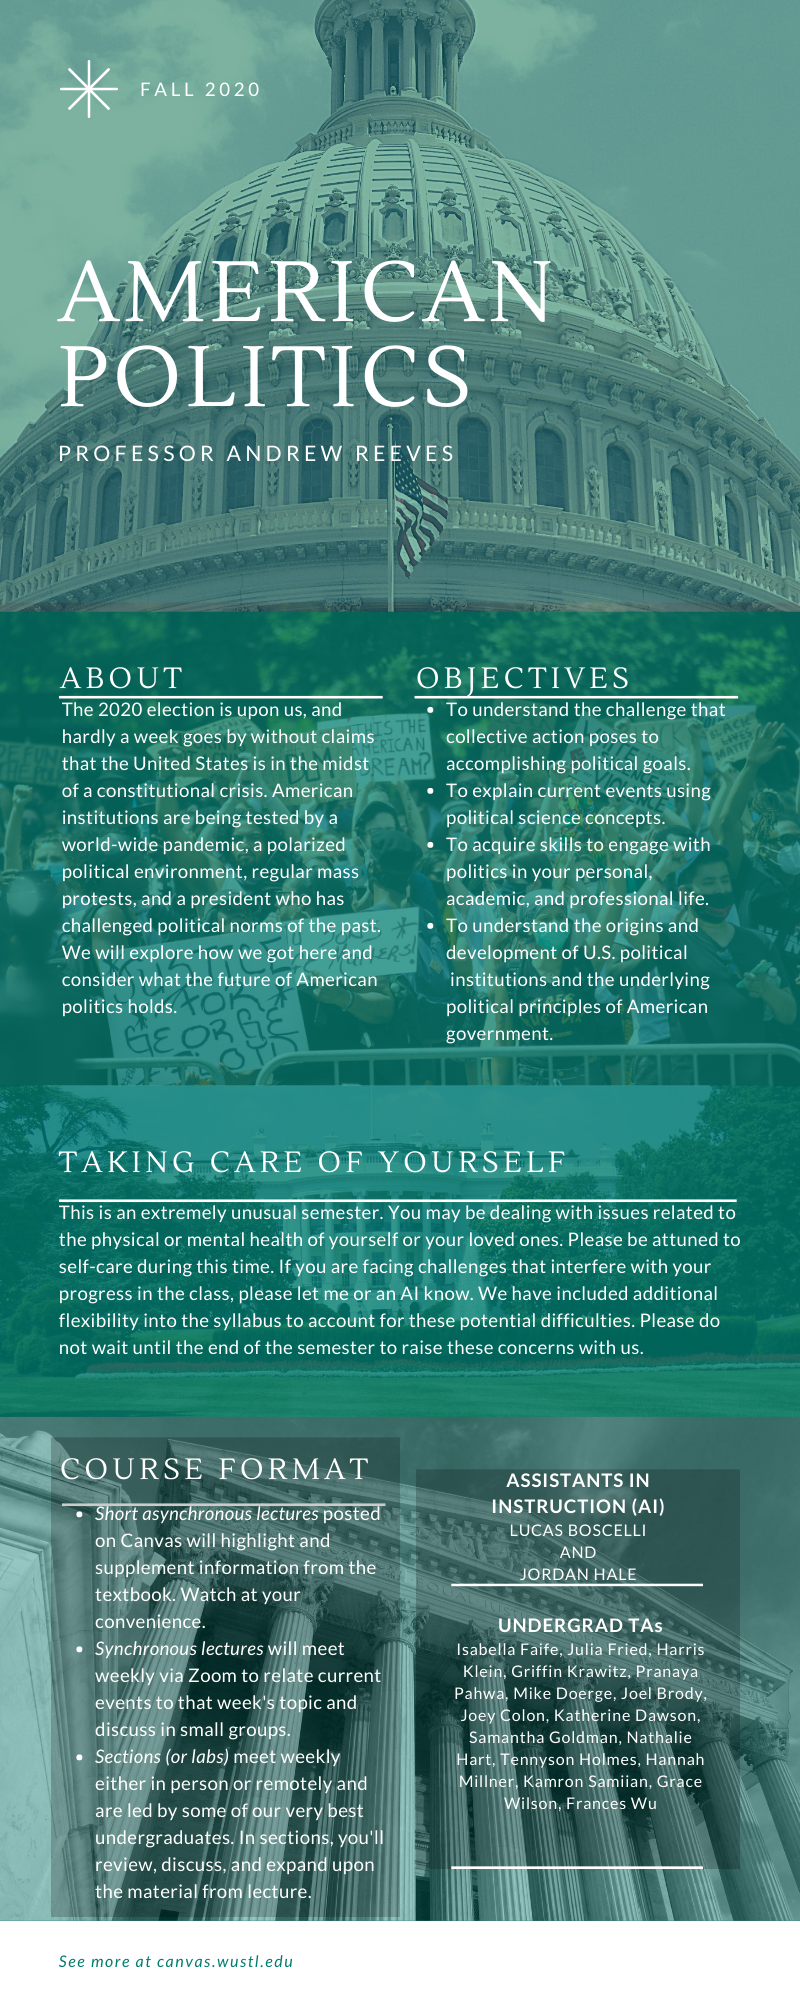 FALL 2020
AMERICAN
POLITICS
PROFESSOR ANDREW REEVES
ABOUT
The 2020 election is upon us, and
hardly a week goes by without claims
that the United States is in the midst
of a constitutional crisis. American
institutions are being tested by a
world-wide pandemic, a polarized
political environment, regular mass
protests, and a president who has
challenged political norms of the past.
We will explore how we got here and
consider what the future of American
politics holds.
OBJECTIVES
• To understand the challenge that
collective action poses to
accomplishing political goals.
• To explain current events using
political science concepts.
• To acquire skills to engage with
politics in your personal,
academic, and professional life.
• To understand the origins and
development of U.S. political
institutions and the underlying
political principles of American
government.
TAKING CARE OF YOURSELF
This is an extremely unusual semester. You may be dealing with issues related to
the physical or mental health of yourself or your loved ones. Please be attuned to
self-care during this time. If you are facing challenges that interfere with your
progress in the class, please let me or an AI know. We have included additional
flexibility into the syllabus to account for these potential difficulties. Please do
not wait until the end of the semester to raise these concerns with us.
COURSE FORMAT
• Short asynchronous lectures posted
on Canvas will highlight and
supplement information from the
textbook. Watch at your
convenience.
• Synchronous lectures will meet
weekly via Zoom to relate current
events to that week's topic and
discuss in small groups.
• Sections (or labs) meet weekly
either in person or remotely and
are led by some of our very best
undergraduates. In sections, you'll
review, discuss, and expand upon
the material from lecture.
ASSISTANTS IN
INSTRUCTION (AI)
LUCAS BOSCELLI
AND
JORDAN HALE
UNDERGRAD TAs
Isabella Faife, Julia Fried, Harris
Klein, Griffin Krawitz, Pranaya
Pahwa, Mike Doerge, Joel Brody,
Joey Colon, Katherine Dawson,
Samantha Goldman, Nathalie
Hart, Tennyson Holmes, Hannah
Millner, Kamron Samiian, Grace
Wilson, Frances Wu
See more at canvas.wustl.edu